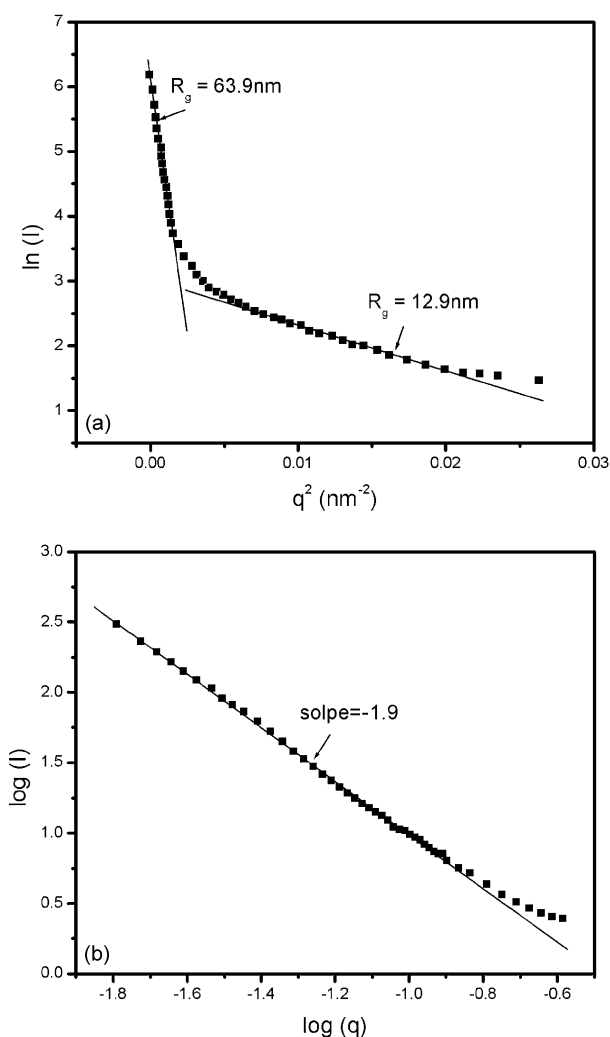 7
6
5
4
3
2
1
ln (I)
R_g = 63.9nm
R_g = 12.9nm
(a)
0.00 0.01 0.02 0.03
q² (nm⁻²)
3.0
2.5
2.0
1.5
1.0
0.5
0.0
log (I)
solpe=-1.9
(b)
-1.8 -1.6 -1.4 -1.2 -1.0 -0.8 -0.6
log (q)